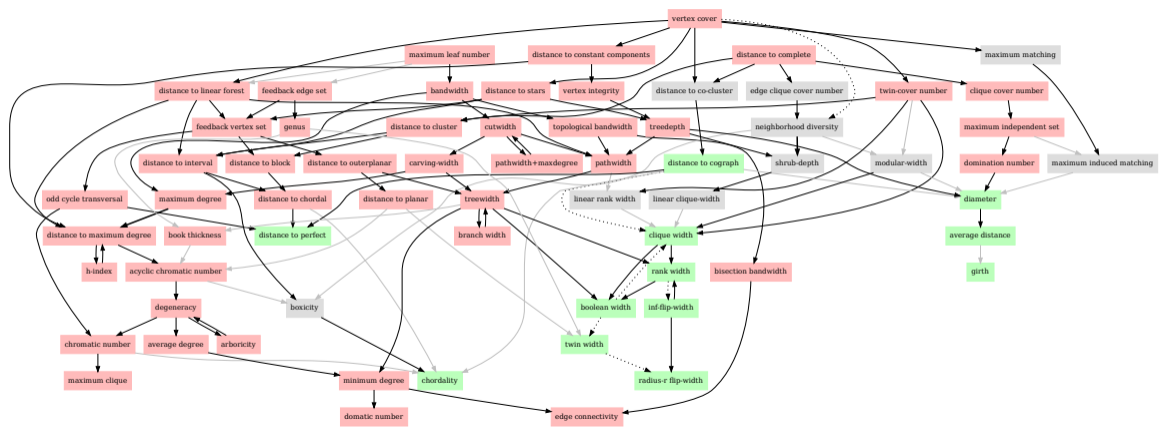 vertex cover
maximum leaf number
distance to constant components
distance to complete
maximum matching
distance to linear forest
feedback edge set
bandwidth
distance to stars
vertex integrity
distance to co-cluster
edge clique cover number
twin-cover number
clique cover number
feedback vertex set
genus
distance to cluster
cutwidth
topological bandwidth
treedepth
neighborhood diversity
maximum independent set
distance to interval
distance to block
distance to outerplanar
carving-width
pathwidth+maxdegree
pathwidth
distance to cograph
shrub-depth
modular-width
domination number
maximum induced matching
odd cycle transversal
maximum degree
distance to chordal
distance to planar
treewidth
linear rank width
linear clique-width
diameter
distance to maximum degree
book thickness
distance to perfect
branch width
clique width
average distance
h-index
acyclic chromatic number
rank width
bisection bandwidth
girth
degeneracy
boxicity
boolean width
inf-flip-width
chromatic number
average degree
arboricity
twin width
maximum clique
minimum degree
chordality
radius-r flip-width
domatic number
edge connectivity